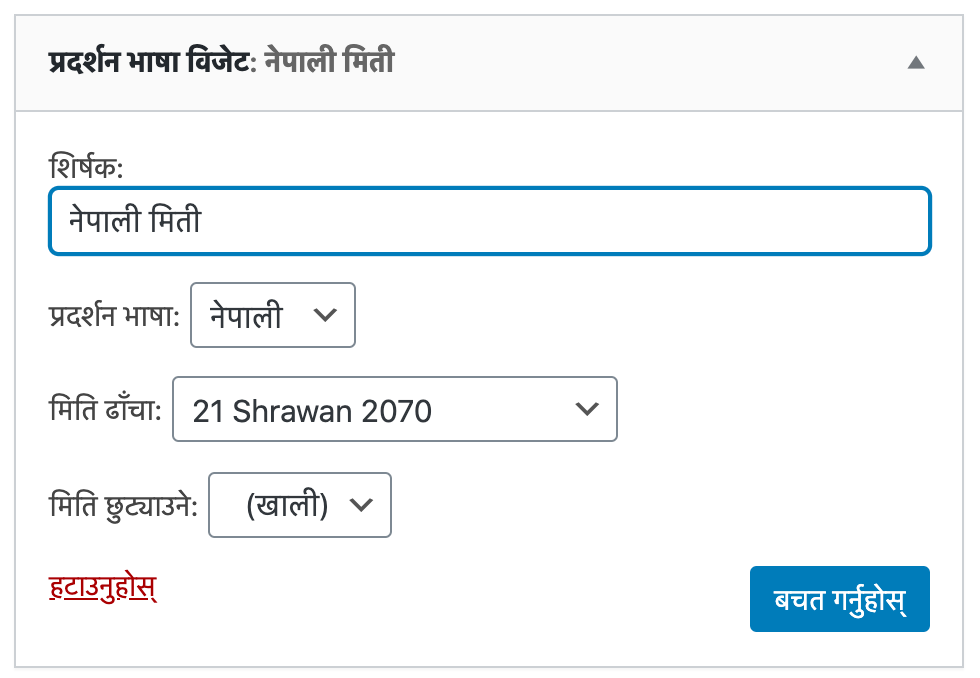 प्रदर्शन भाषा विजेट: नेपाली मिती
शिर्षक:
नेपाली मिती
प्रदर्शन भाषा: नेपाली
मिति ढाँचा: 21 Shrawan 2070
मिति छुट्याउने: (खाली)
हटाउनुहोस्
बचत गर्नुहोस्